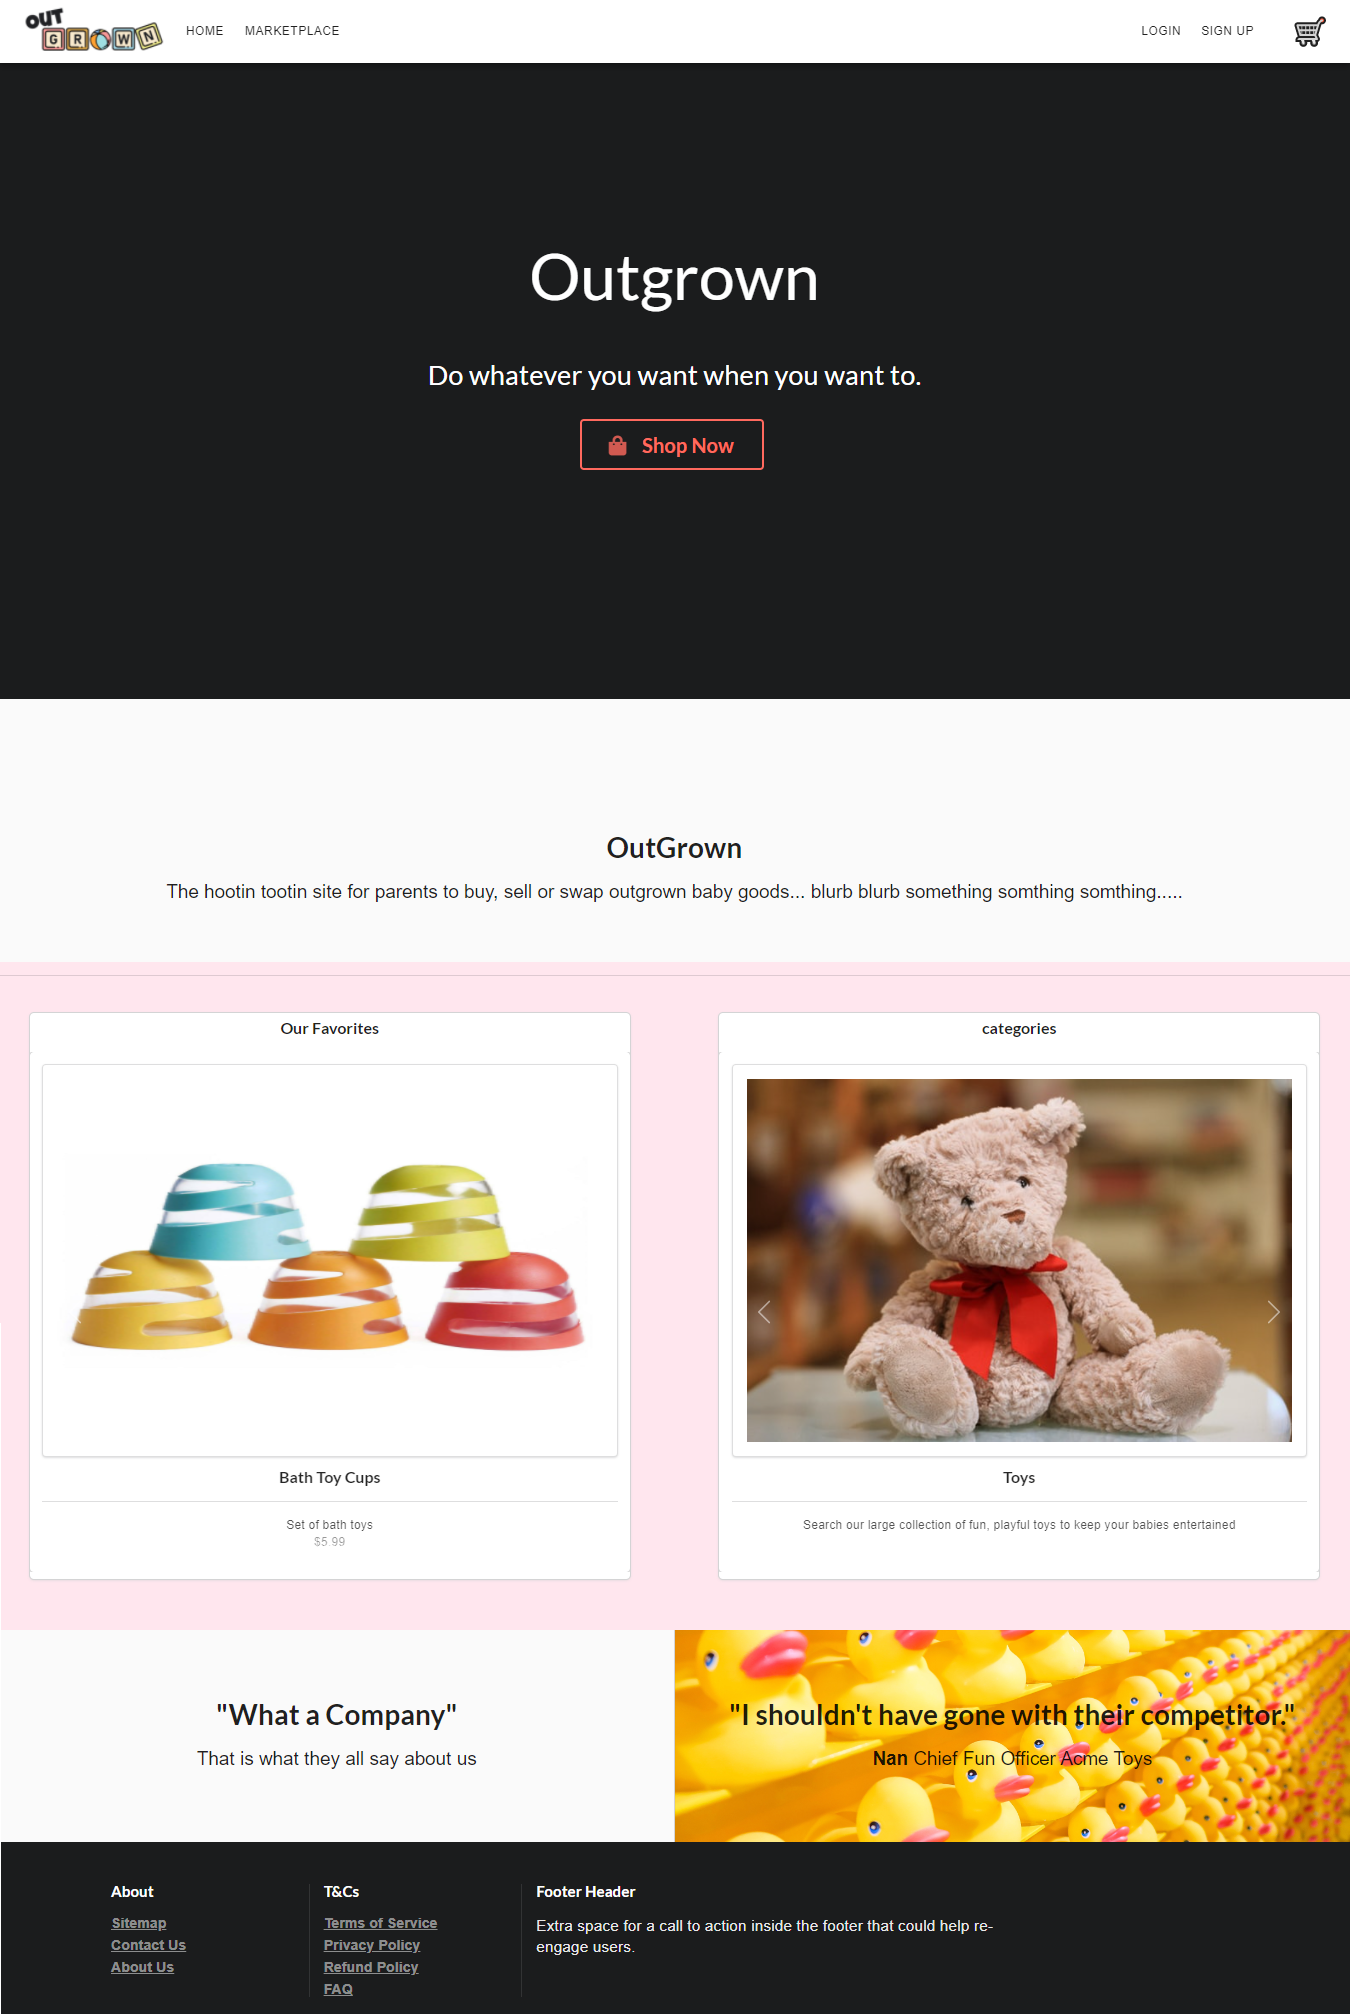 OUT
GROWN
HOME MARKETPLACE LOGIN SIGN UP
Outgrown
Do whatever you want when you want to.
Shop Now
OutGrown
The hootin tootin site for parents to buy, sell or swap outgrown baby goods... blurb blurb something somthing somthing.....
Our Favorites
Bath Toy Cups
Set of bath toys
$5.99
categories
Toys
Search our large collection of fun, playful toys to keep your babies entertained
"What a Company"
That is what they all say about us
"I shouldn't have gone with their competitor."
Nan Chief Fun Officer Acme Toys
About
Sitemap
Contact Us
About Us
T&Cs
Terms of Service
Privacy Policy
Refund Policy
FAQ
Footer Header
Extra space for a call to action inside the footer that could help re-
engage users.